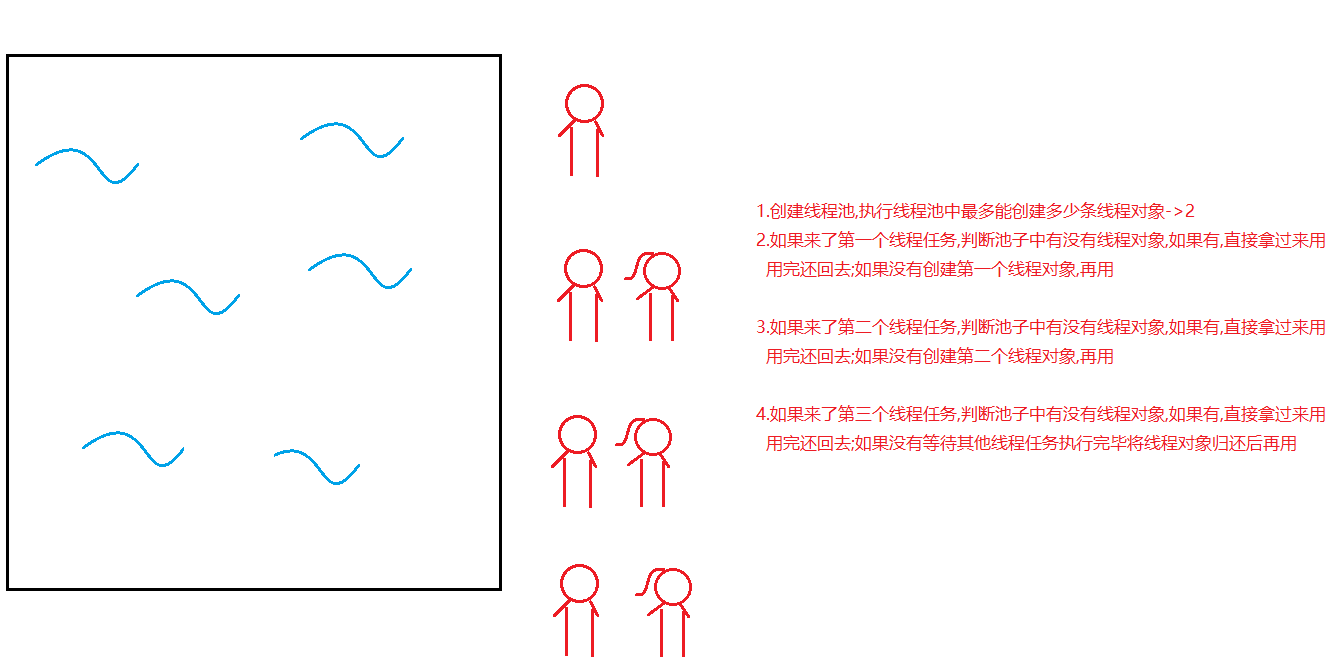 1.创建线程池,执行线程池中最多能创建多少条线程对象->2
2.如果来了第一个线程任务,判断池子中有没有线程对象,如果有,直接拿过来用
用完还回去;如果没有创建第一个线程对象,再用
3.如果来了第二个线程任务,判断池子中有没有线程对象,如果有,直接拿过来用
用完还回去;如果没有创建第二个线程对象,再用
4.如果来了第三个线程任务,判断池子中有没有线程对象,如果有,直接拿过来用
用完还回去;如果没有等待其他线程任务执行完毕将线程对象归还后再用